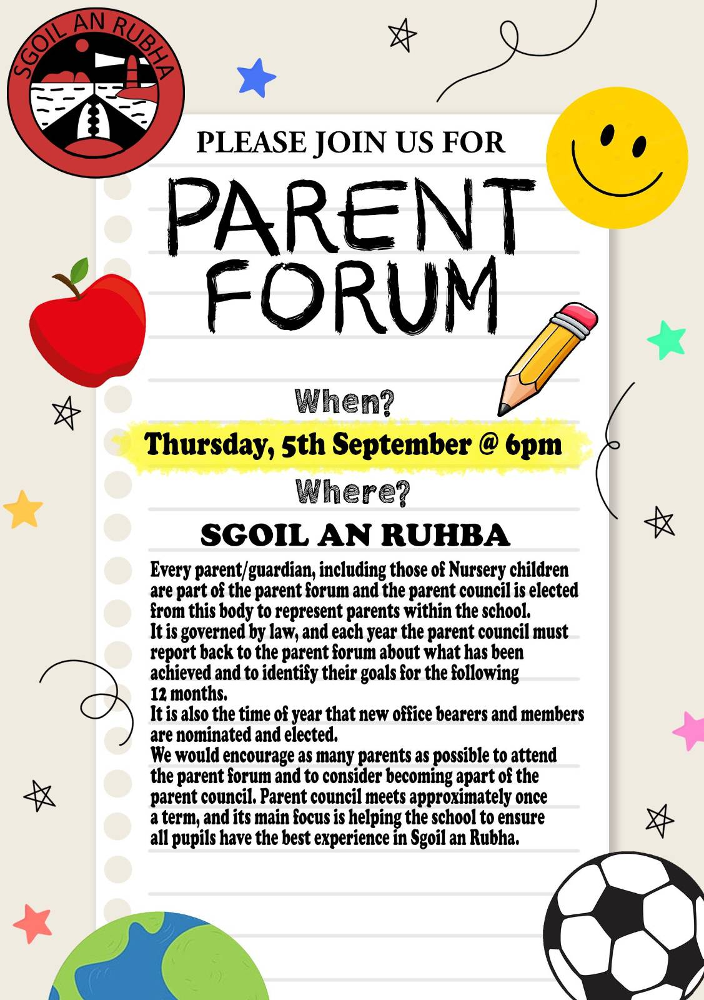 SGOIL AN RUBHA
PLEASE JOIN US FOR
PARENT
FORUM
When?
Thursday, 5th September @ 6pm
Where?
SGOIL AN RUHBA
Every parent/guardian, including those of Nursery children
are part of the parent forum and the parent council is elected
from this body to represent parents within the school.
It is governed by law, and each year the parent council must
report back to the parent forum about what has been
achieved and to identify their goals for the following
12 months.
It is also the time of year that new office bearers and members
are nominated and elected.
We would encourage as many parents as possible to attend
the parent forum and to consider becoming apart of the
parent council. Parent council meets approximately once
a term, and its main focus is helping the school to ensure
all pupils have the best experience in Sgoil an Rubha.